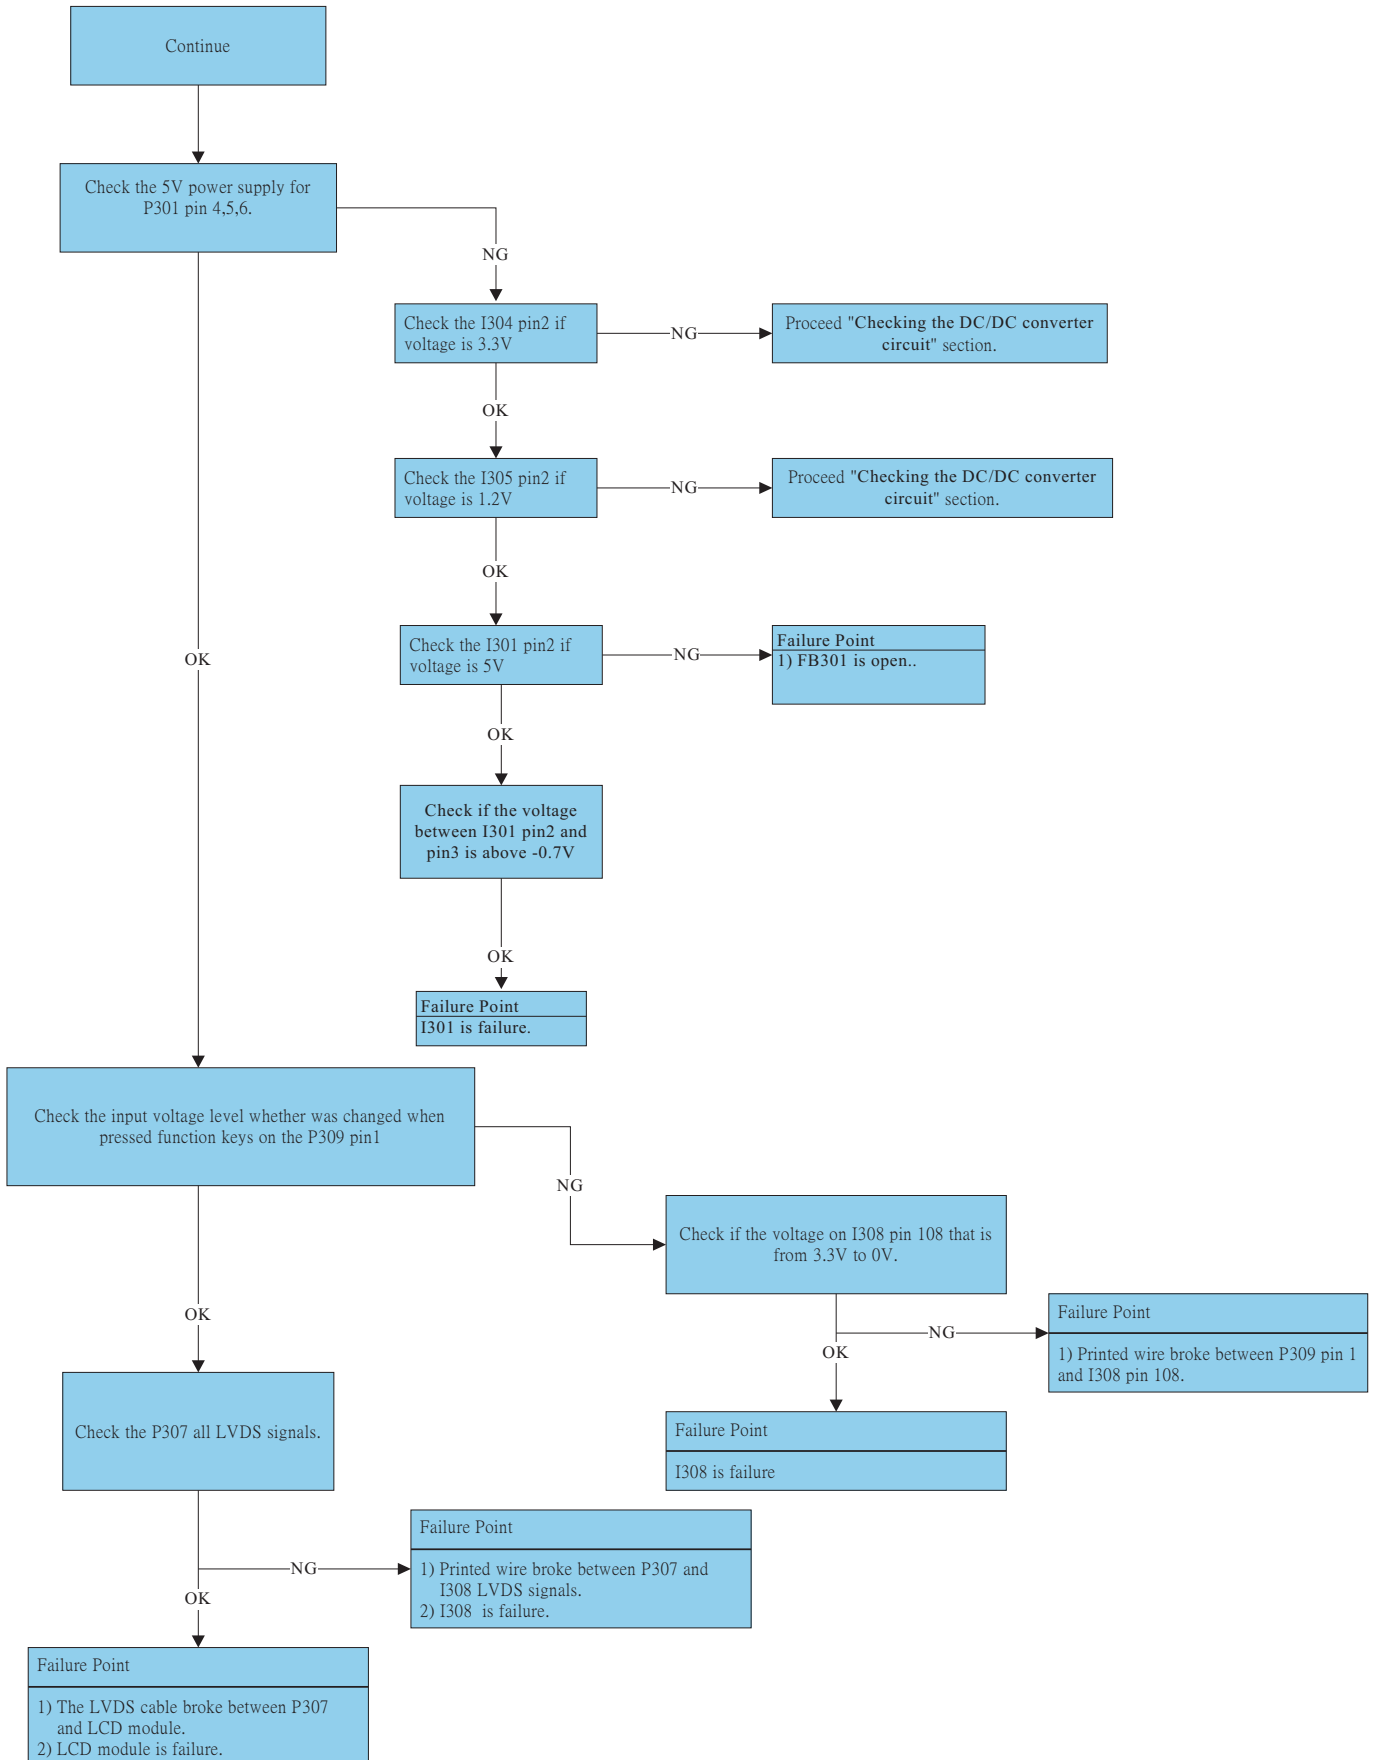 Continue
Check the 5V power supply for
P301 pin 4,5,6.
NG
Check the I304 pin2 if
voltage is 3.3V
NG
Proceed "Checking the DC/DC converter
circuit" section.
OK
Check the I305 pin2 if
voltage is 1.2V
NG
Proceed "Checking the DC/DC converter
circuit" section.
OK
Check the I301 pin2 if
voltage is 5V
NG
Failure Point
1) FB301 is open..
OK
OK
Check if the voltage
between I301 pin2 and
pin3 is above -0.7V
OK
Failure Point
I301 is failure.
Check the input voltage level whether was changed when
pressed function keys on the P309 pin1
NG
Check if the voltage on I308 pin 108 that is
from 3.3V to 0V.
NG
Failure Point
1) Printed wire broke between P309 pin 1
and I308 pin 108.
OK
Failure Point
I308 is failure
OK
Check the P307 all LVDS signals.
NG
Failure Point
1) Printed wire broke between P307 and
I308 LVDS signals.
2) I308  is failure.
OK
Failure Point
1) The LVDS cable broke between P307
and LCD module.
2) LCD module is failure.